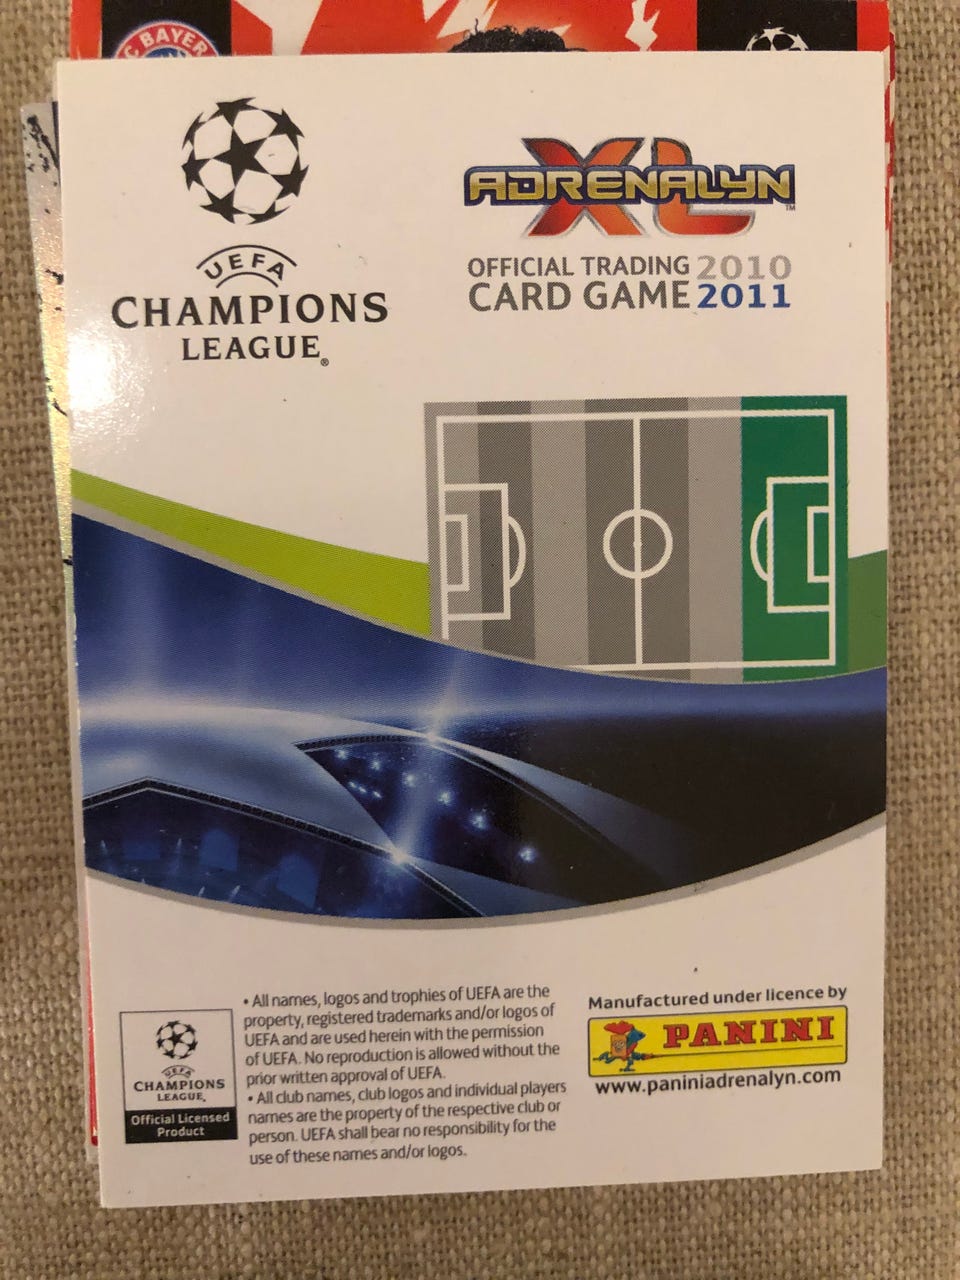 C BAYER
UEFA
CHAMPIONS
LEAGUE®
XL
ADRENALYN™
OFFICIAL TRADING 2010
CARD GAME 2011
• All names, logos and trophies of UEFA are the
property, registered trademarks and/or logos of
UEFA and are used herein with the permission
of UEFA. No reproduction is allowed without the
prior written approval of UEFA.
• All club names, club logos and individual players
names are the property of the respective club or
person. UEFA shall bear no responsibility for the
use of these names and/or logos.
UEFA
CHAMPIONS
LEAGUE
Official Licensed
Product
Manufactured under licence by
PANINI
www.paniniadrenalyn.com